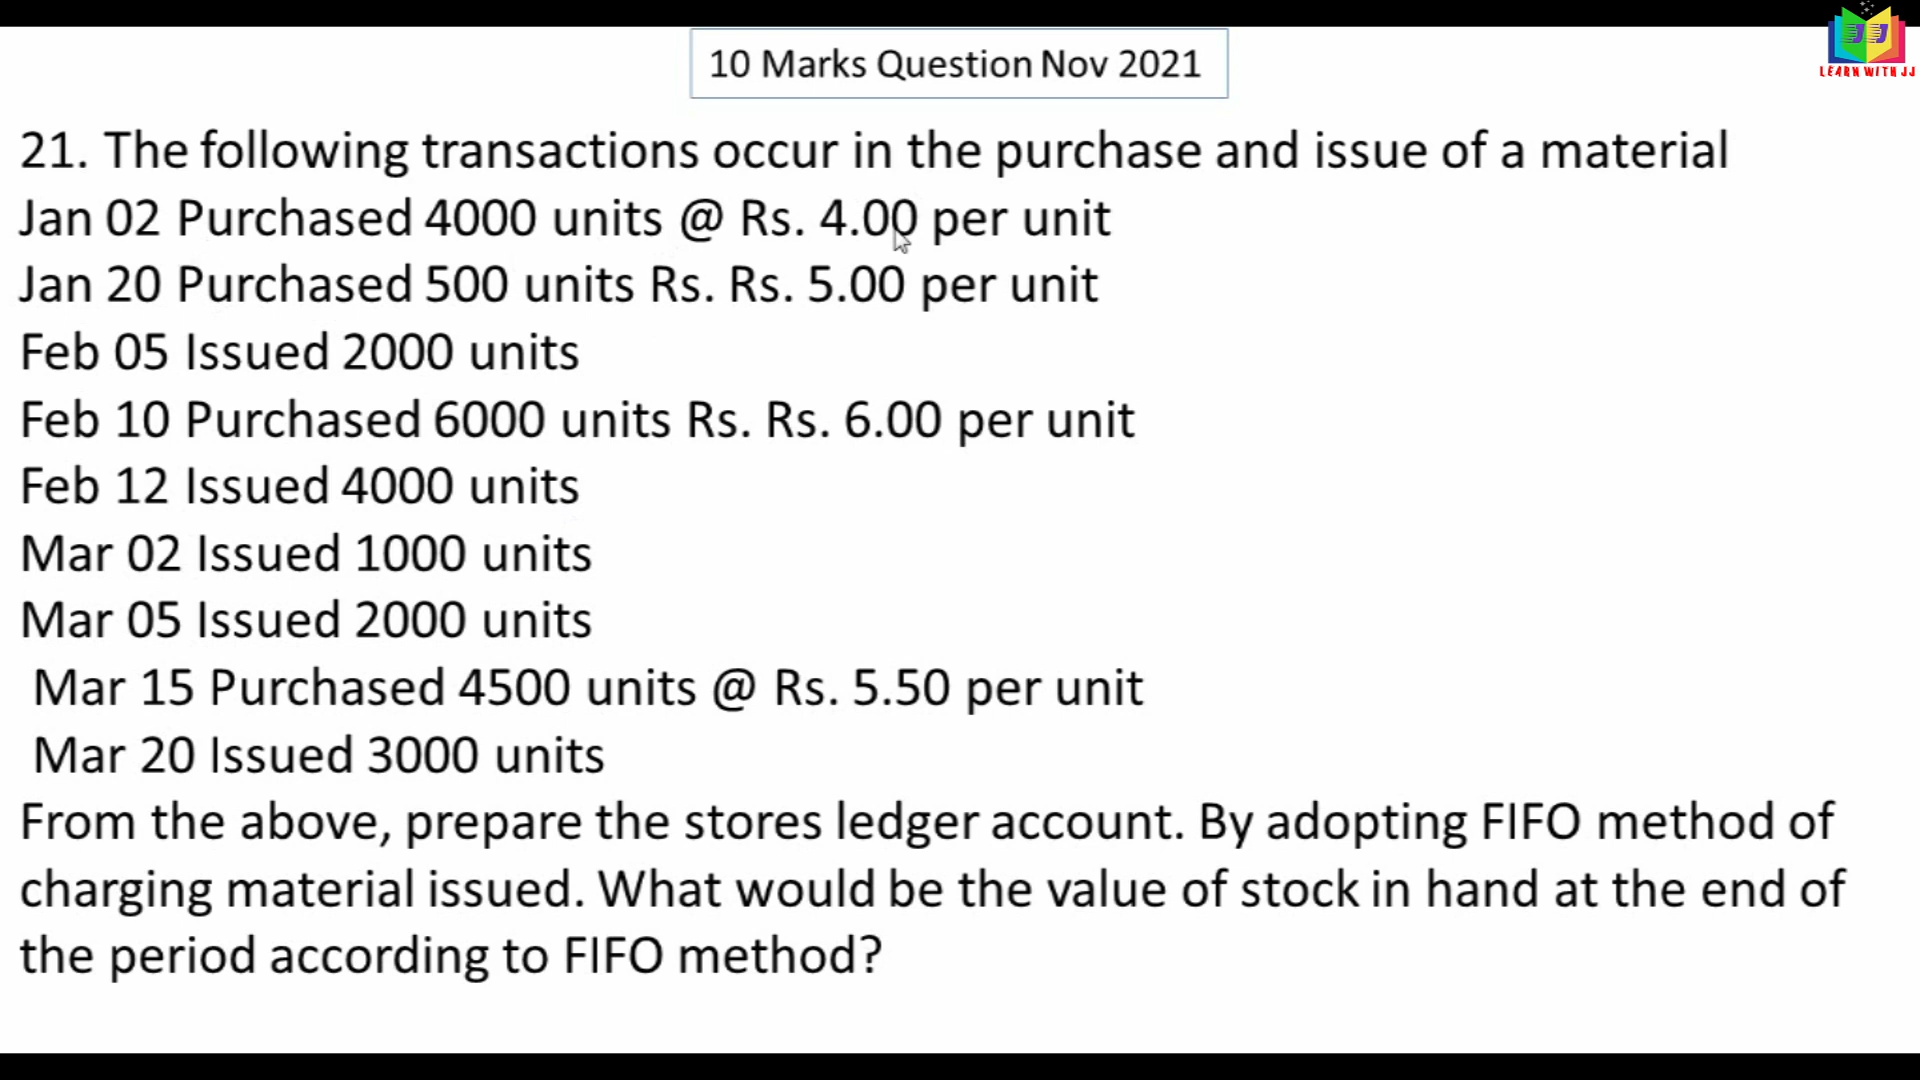 10 Marks Question Nov 2021
JJ
LEARN WITH JJ
21. The following transactions occur in the purchase and issue of a material
Jan 02 Purchased 4000 units @ Rs. 4.00 per unit
Jan 20 Purchased 500 units Rs. Rs. 5.00 per unit
Feb 05 Issued 2000 units
Feb 10 Purchased 6000 units Rs. Rs. 6.00 per unit
Feb 12 Issued 4000 units
Mar 02 Issued 1000 units
Mar 05 Issued 2000 units
Mar 15 Purchased 4500 units @ Rs. 5.50 per unit
Mar 20 Issued 3000 units
From the above, prepare the stores ledger account. By adopting FIFO method of
charging material issued. What would be the value of stock in hand at the end of
the period according to FIFO method?